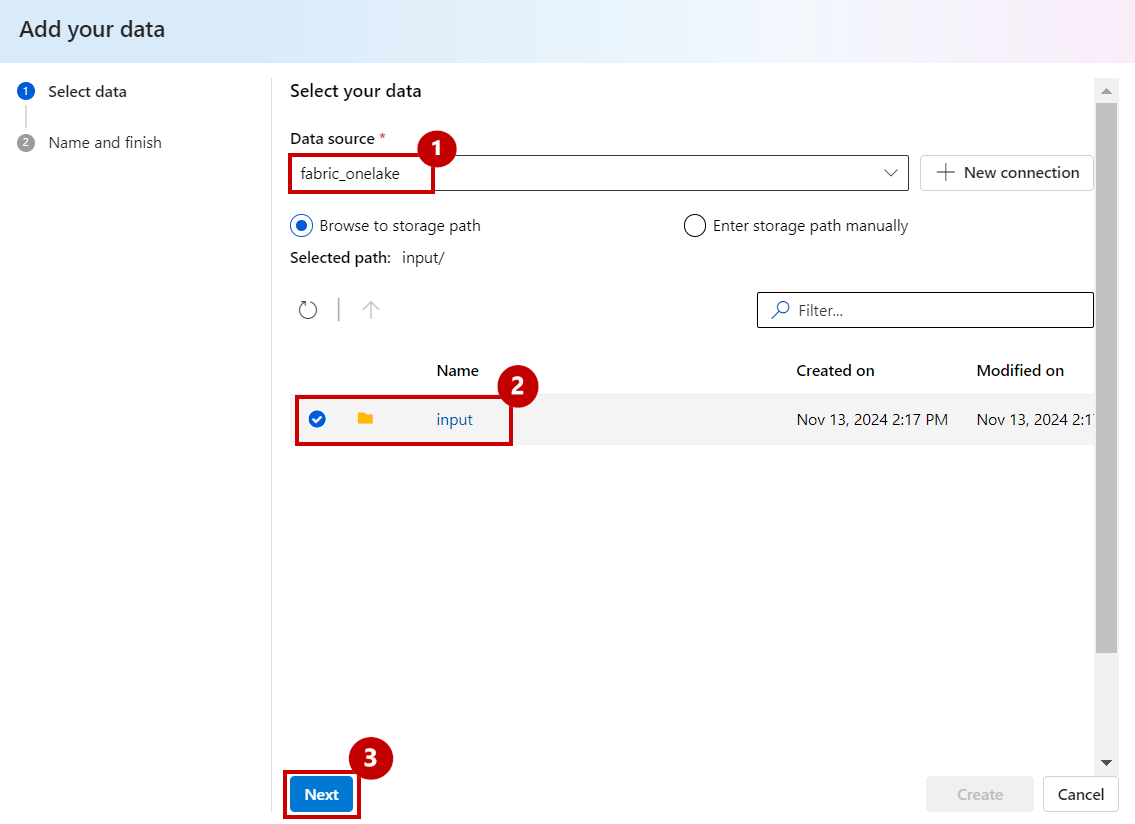 Add your data
1 Select data
2 Name and finish
Select your data
Data source *
1
fabric_onelake
New connection
Browse to storage path
Enter storage path manually
Selected path: input/
Filter...
Name Created on Modified on
2
input Nov 13, 2024 2:17 PM Nov 13, 2024 2:1
3
Next Create Cancel